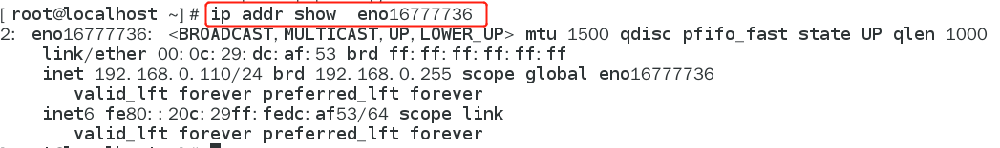 [root@localhost ~]# ip addr show  eno16777736
2: eno16777736: <BROADCAST,MULTICAST,UP,LOWER_UP> mtu 1500 qdisc pfifo_fast state UP qlen 1000
    link/ether 00:0c:29:dc:af:53 brd ff:ff:ff:ff:ff:ff
    inet 192.168.0.110/24 brd 192.168.0.255 scope global eno16777736
       valid_lft forever preferred_lft forever
    inet6 fe80::20c:29ff:fedc:af53/64 scope link
       valid_lft forever preferred_lft forever